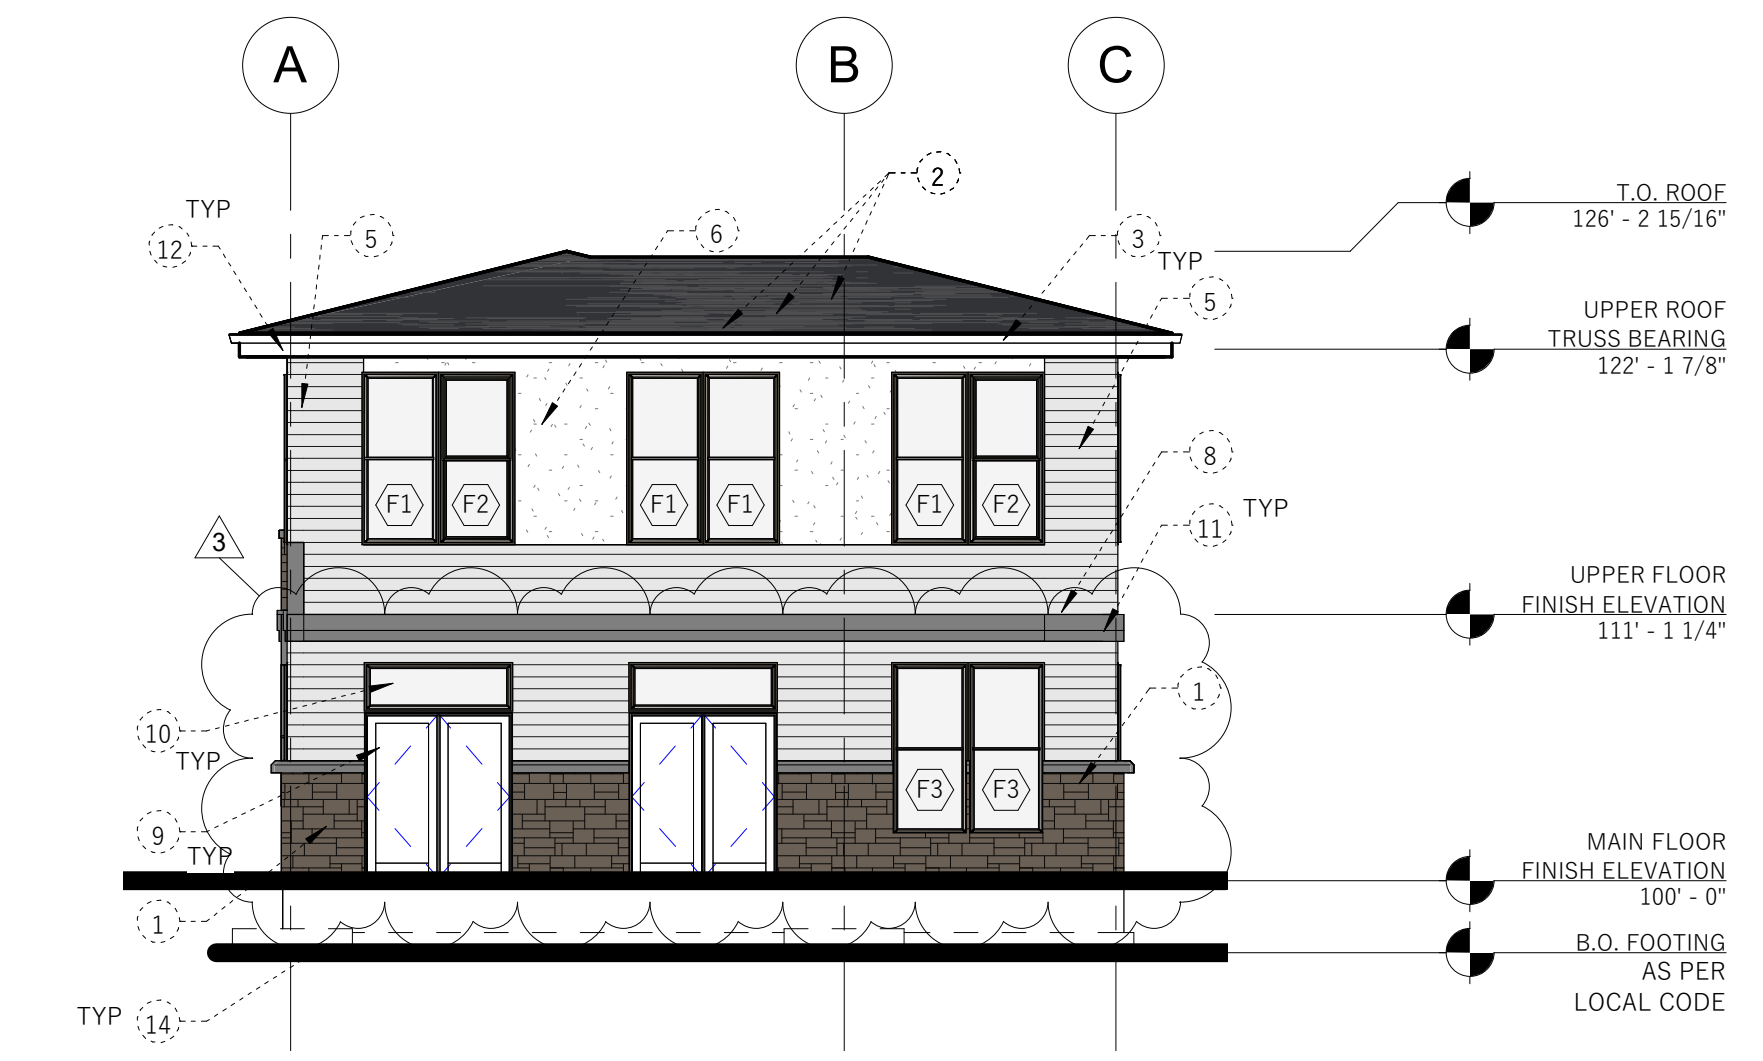 A
B
C
2
TYP
12
5
6
3
TYP
5
T.O. ROOF
126' - 2 15/16"
UPPER ROOF
TRUSS BEARING
122' - 1 7/8"
F1
F2
F1
F1
F1
F2
8
TYP
11
3
UPPER FLOOR
FINISH ELEVATION
111' - 1 1/4"
1
10
TYP
F3
F3
9
TYP
1
MAIN FLOOR
FINISH ELEVATION
100' - 0"
B.O. FOOTING
AS PER
LOCAL CODE
TYP 14